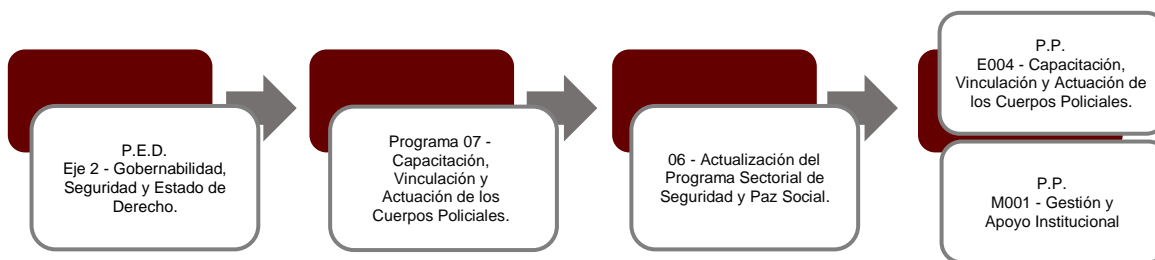 P.E.D.
Eje 2 - Gobernabilidad,
Seguridad y Estado de
Derecho.
Programa 07 -
Capacitación,
Vinculación y
Actuación de los
Cuerpos Policiales.
06 - Actualización del
Programa Sectorial de
Seguridad y Paz Social.
P.P.
E004 - Capacitación,
Vinculación y Actuación de
los Cuerpos Policiales.
P.P.
M001 - Gestión y
Apoyo Institucional